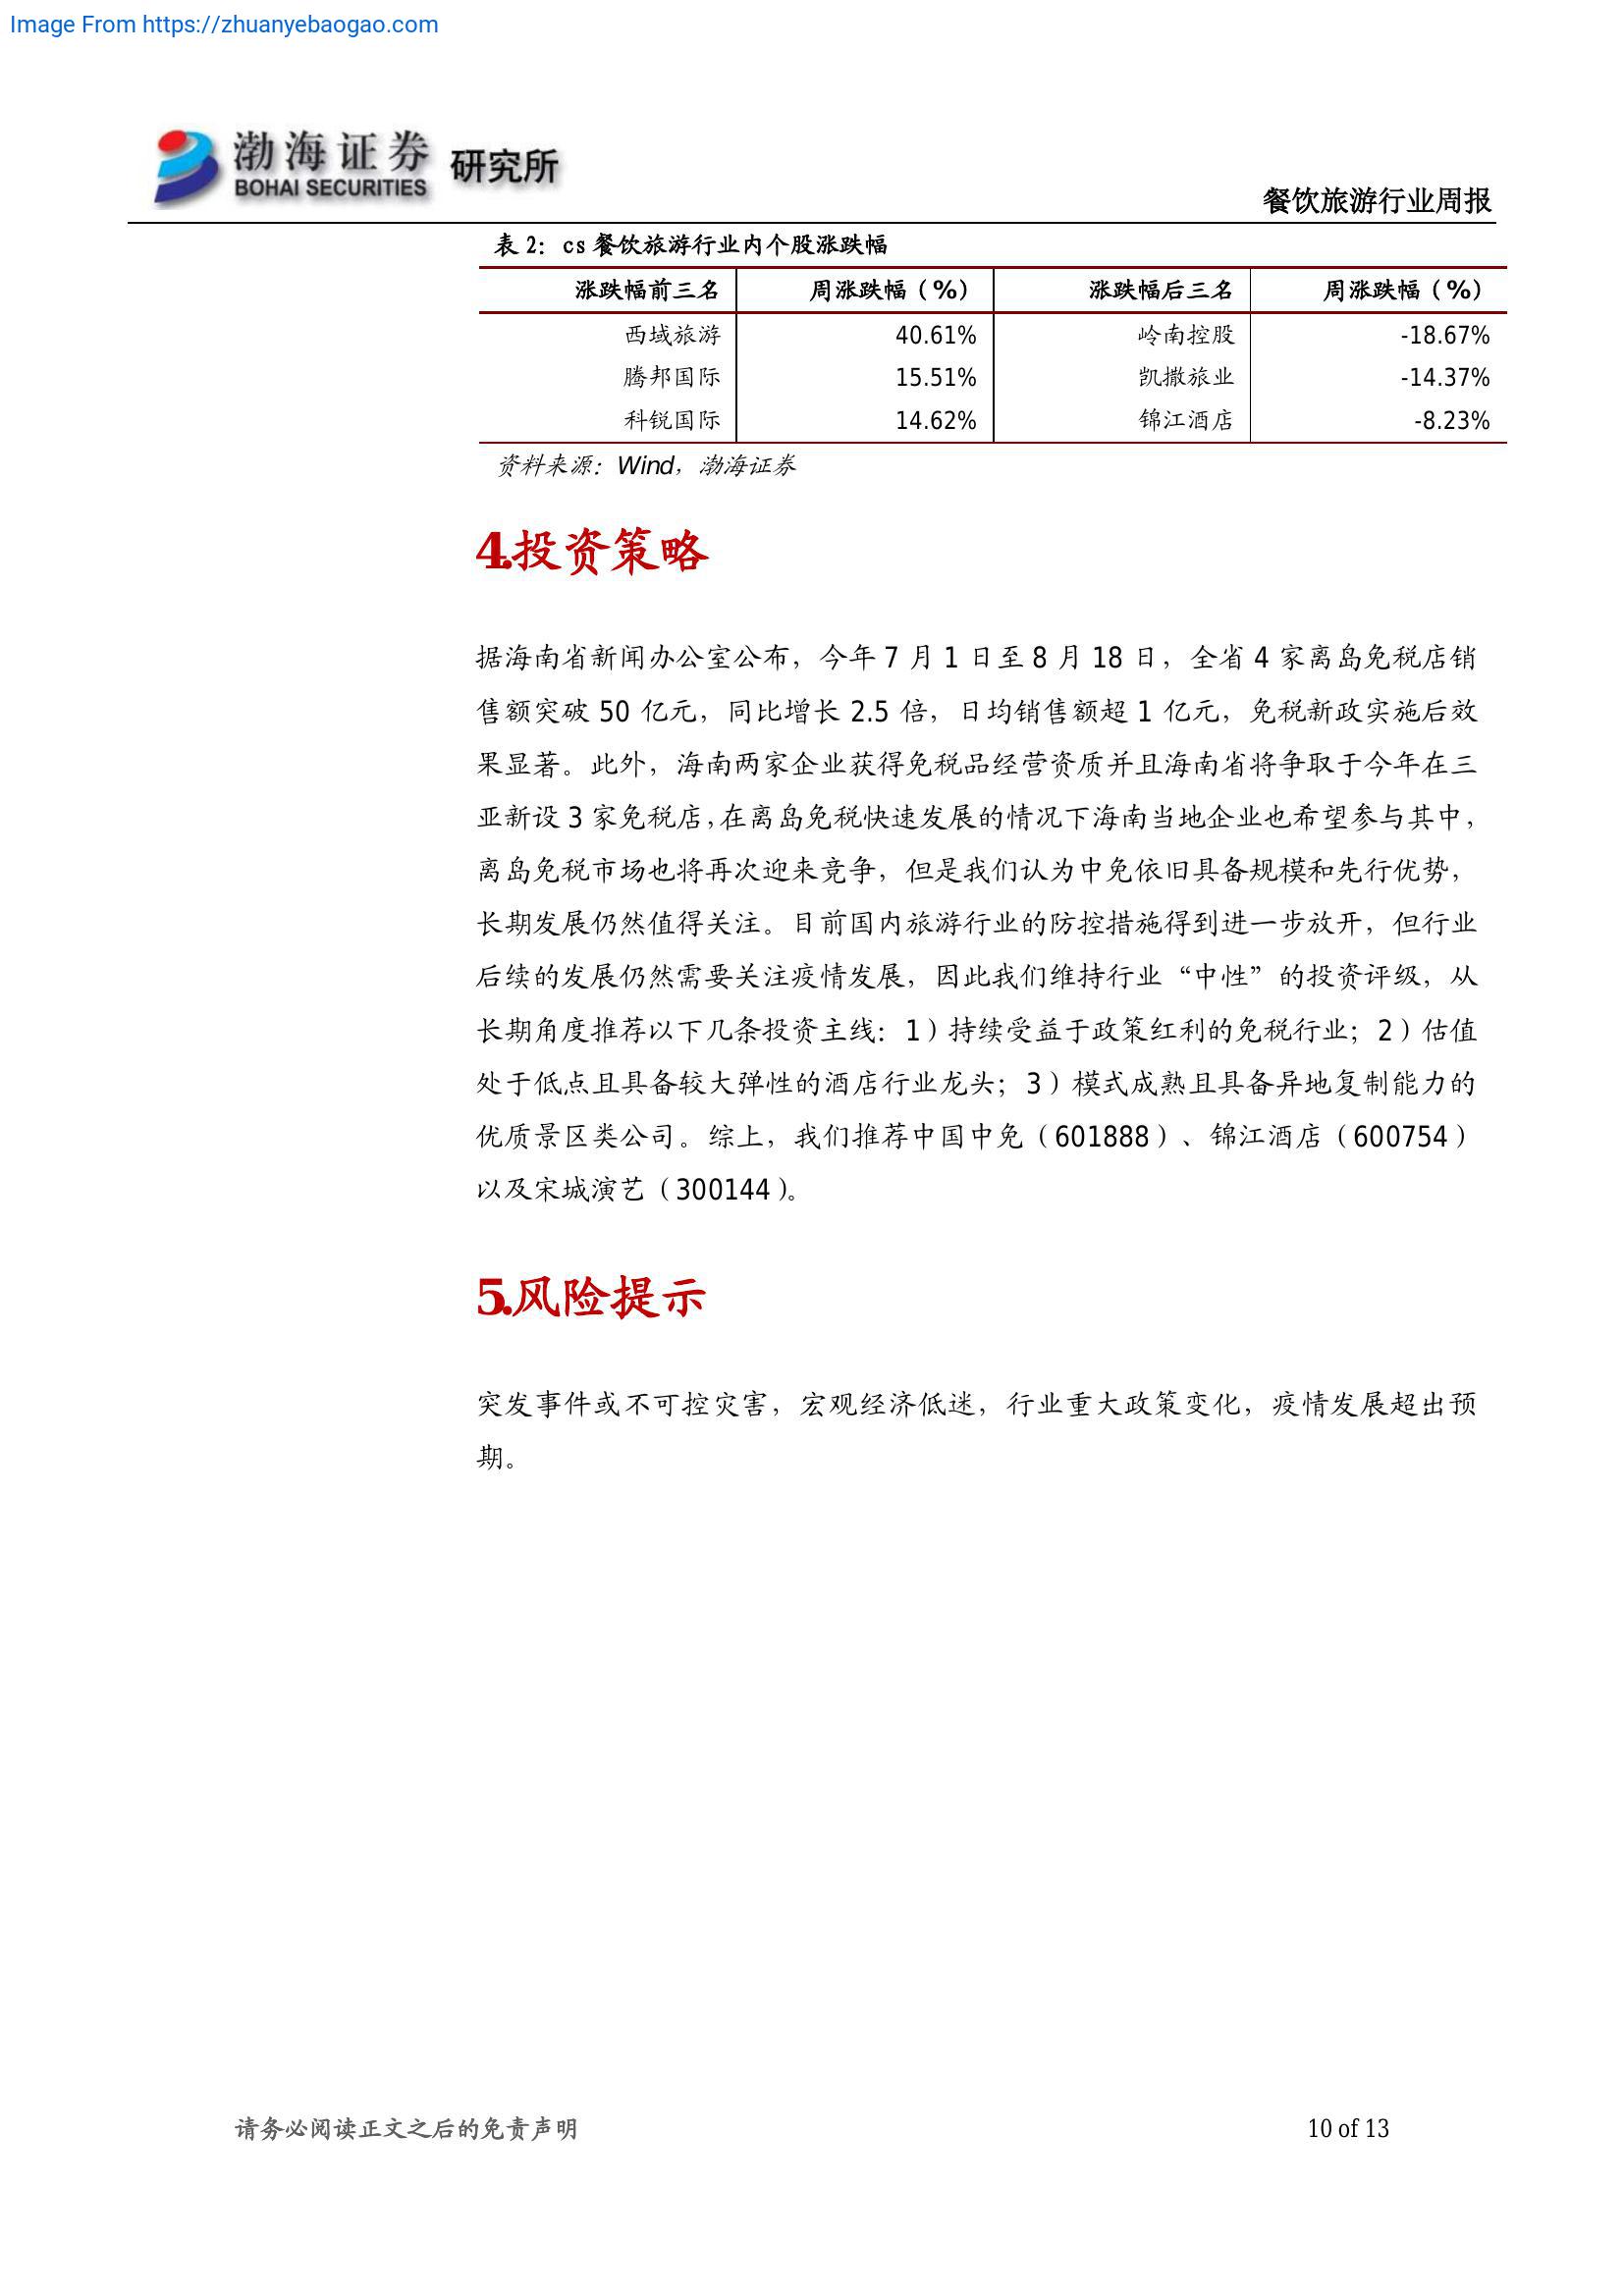 Image From https://zhuanyebaogao.com
渤海证券 研究所
BOHAI SECURITIES
餐饮旅游行业周报
表 2：cs 餐饮旅游行业内个股涨跌幅
涨跌幅前三名 周涨跌幅（%） 涨跌幅后三名 周涨跌幅（%）
西域旅游 40.61% 岭南控股 -18.67%
腾邦国际 15.51% 凯撒旅业 -14.37%
科锐国际 14.62% 锦江酒店 -8.23%
资料来源：Wind，渤海证券
4.投资策略
据海南省新闻办公室公布，今年 7 月 1 日至 8 月 18 日，全省 4 家离岛免税店销
售额突破 50 亿元，同比增长 2.5 倍，日均销售额超 1 亿元，免税新政实施后效
果显著。此外，海南两家企业获得免税品经营资质并且海南省将争取于今年在三
亚新设 3 家免税店，在离岛免税快速发展的情况下海南当地企业也希望参与其中，
离岛免税市场也将再次迎来竞争，但是我们认为中免依旧具备规模和先行优势，
长期发展仍然值得关注。目前国内旅游行业的防控措施得到进一步放开，但行业
后续的发展仍然需要关注疫情发展，因此我们维持行业“中性”的投资评级，从
长期角度推荐以下几条投资主线：1）持续受益于政策红利的免税行业；2）估值
处于低点且具备较大弹性的酒店行业龙头；3）模式成熟且具备异地复制能力的
优质景区类公司。综上，我们推荐中国中免（601888）、锦江酒店（600754）
以及宋城演艺（300144）。
5.风险提示
突发事件或不可控灾害，宏观经济低迷，行业重大政策变化，疫情发展超出预
期。
请务必阅读正文之后的免责声明 10 of 13